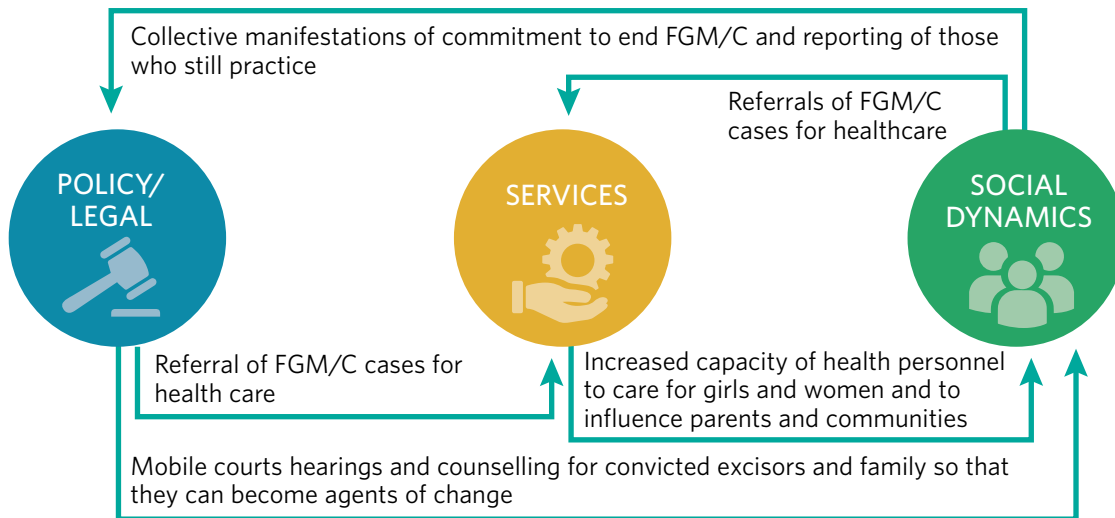 Collective manifestations of commitment to end FGM/C and reporting of those
who still practice
Referrals of FGM/C
cases for healthcare
POLICY/
LEGAL
SERVICES
SOCIAL
DYNAMICS
Referral of FGM/C cases for
health care
Increased capacity of health personnel
to care for girls and women and to
influence parents and communities
Mobile courts hearings and counselling for convicted excisors and family so that
they can become agents of change